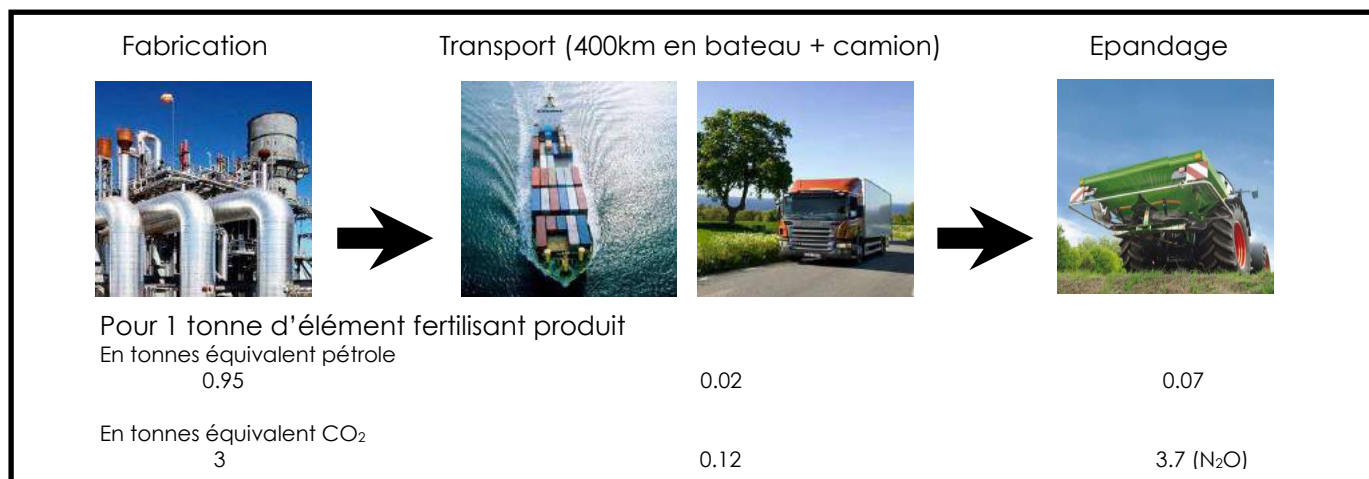 Fabrication Transport (400km en bateau + camion) Epandage
Pour 1 tonne d'élément fertilisant produit
En tonnes équivalent pétrole
0.95 0.02 0.07
En tonnes équivalent CO₂
3 0.12 3.7 (N₂O)